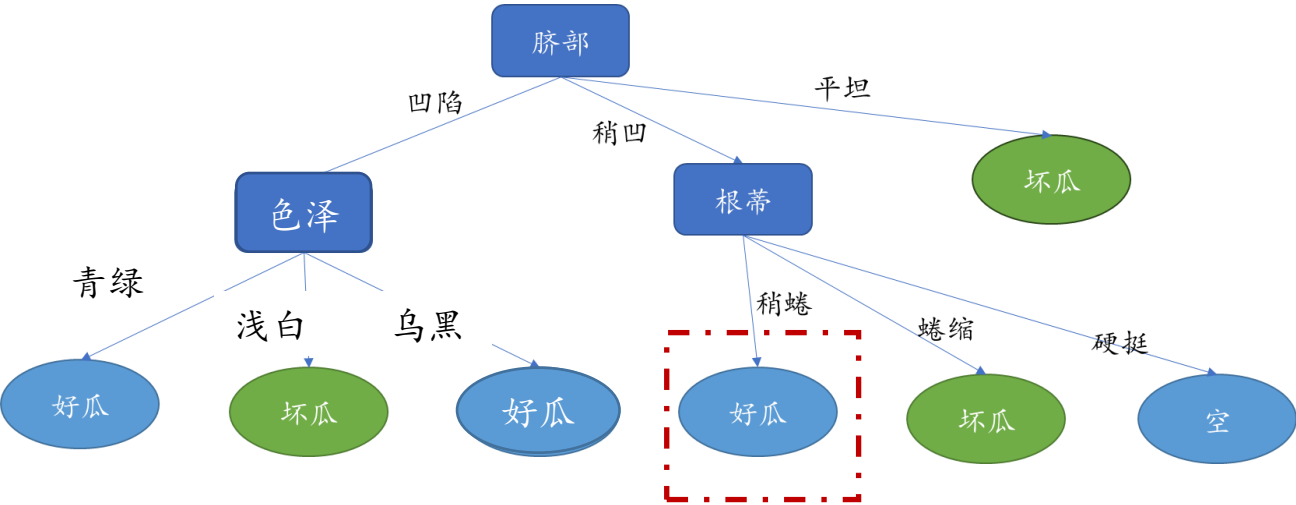 脐部
凹陷
稍凹
平坦
色泽
根蒂
坏瓜
青绿
浅白
乌黑
稍蜷
蜷缩
硬挺
好瓜
坏瓜
好瓜
好瓜
坏瓜
空